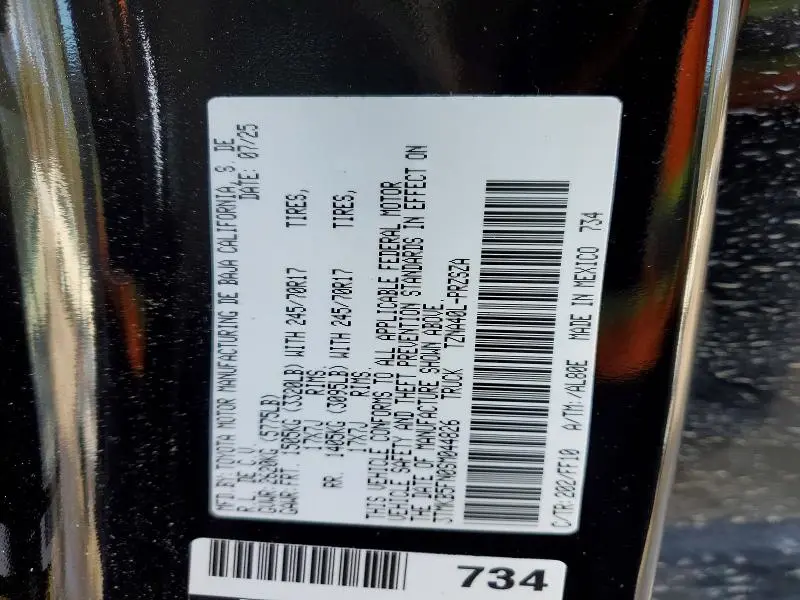 MFD BY TOYOTA MOTOR MANUFACTURING DE BAJA CALIFORNIA, S. DE
R.L. DE C.V. DATE: 07/25
GVWR 2620KG (5775LB)
GAWR:FRT. 1505KG (3320LB) WITH 245/70R17 TIRES,
17X7J RIMS,
RR. 1405KG (3095LB) WITH 245/70R17 TIRES,
17X7J RIMS,
THIS VEHICLE CONFORMS TO ALL APPLICABLE FEDERAL MOTOR
VEHICLE SAFETY AND THEFT PREVENTION STANDARDS IN EFFECT ON
THE DATE OF MANUFACTURE SHOWN ABOVE.
TRUCK TZNA40L-PRZSZA
C/TR:202/FF10 A/TM:/AL80E MADE IN MEXICO 734
734